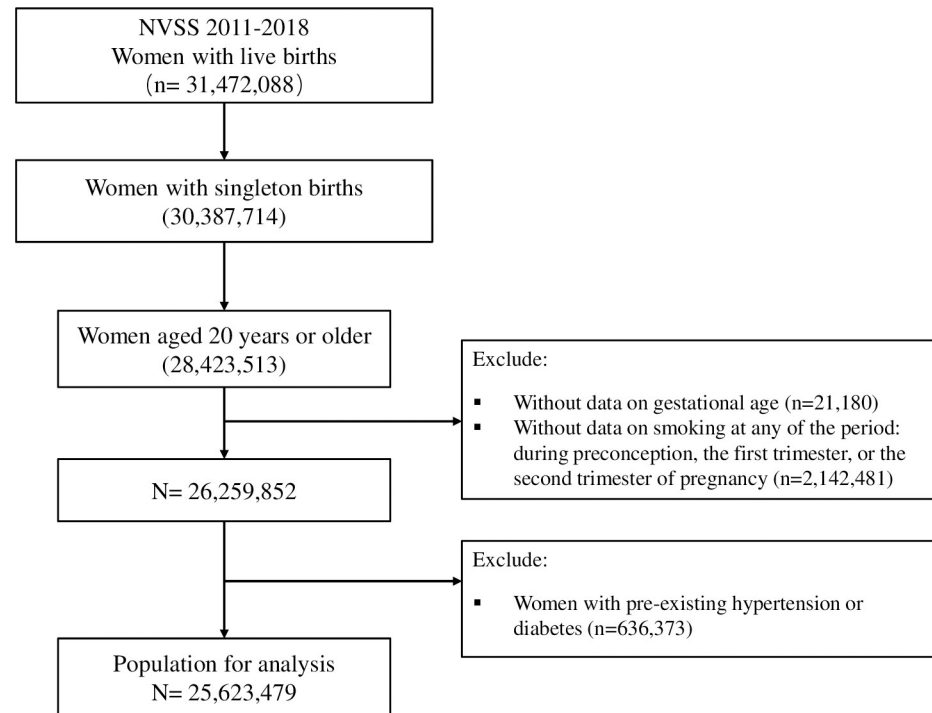 NVSS 2011-2018
Women with live births
(n= 31,472,088)
Women with singleton births
(30,387,714)
Women aged 20 years or older
(28,423,513)
Exclude:
▪ Without data on gestational age (n=21,180)
▪ Without data on smoking at any of the period:
during preconception, the first trimester, or the
second trimester of pregnancy (n=2,142,481)
N= 26,259,852
Exclude:
▪ Women with pre-existing hypertension or
diabetes (n=636,373)
Population for analysis
N= 25,623,479